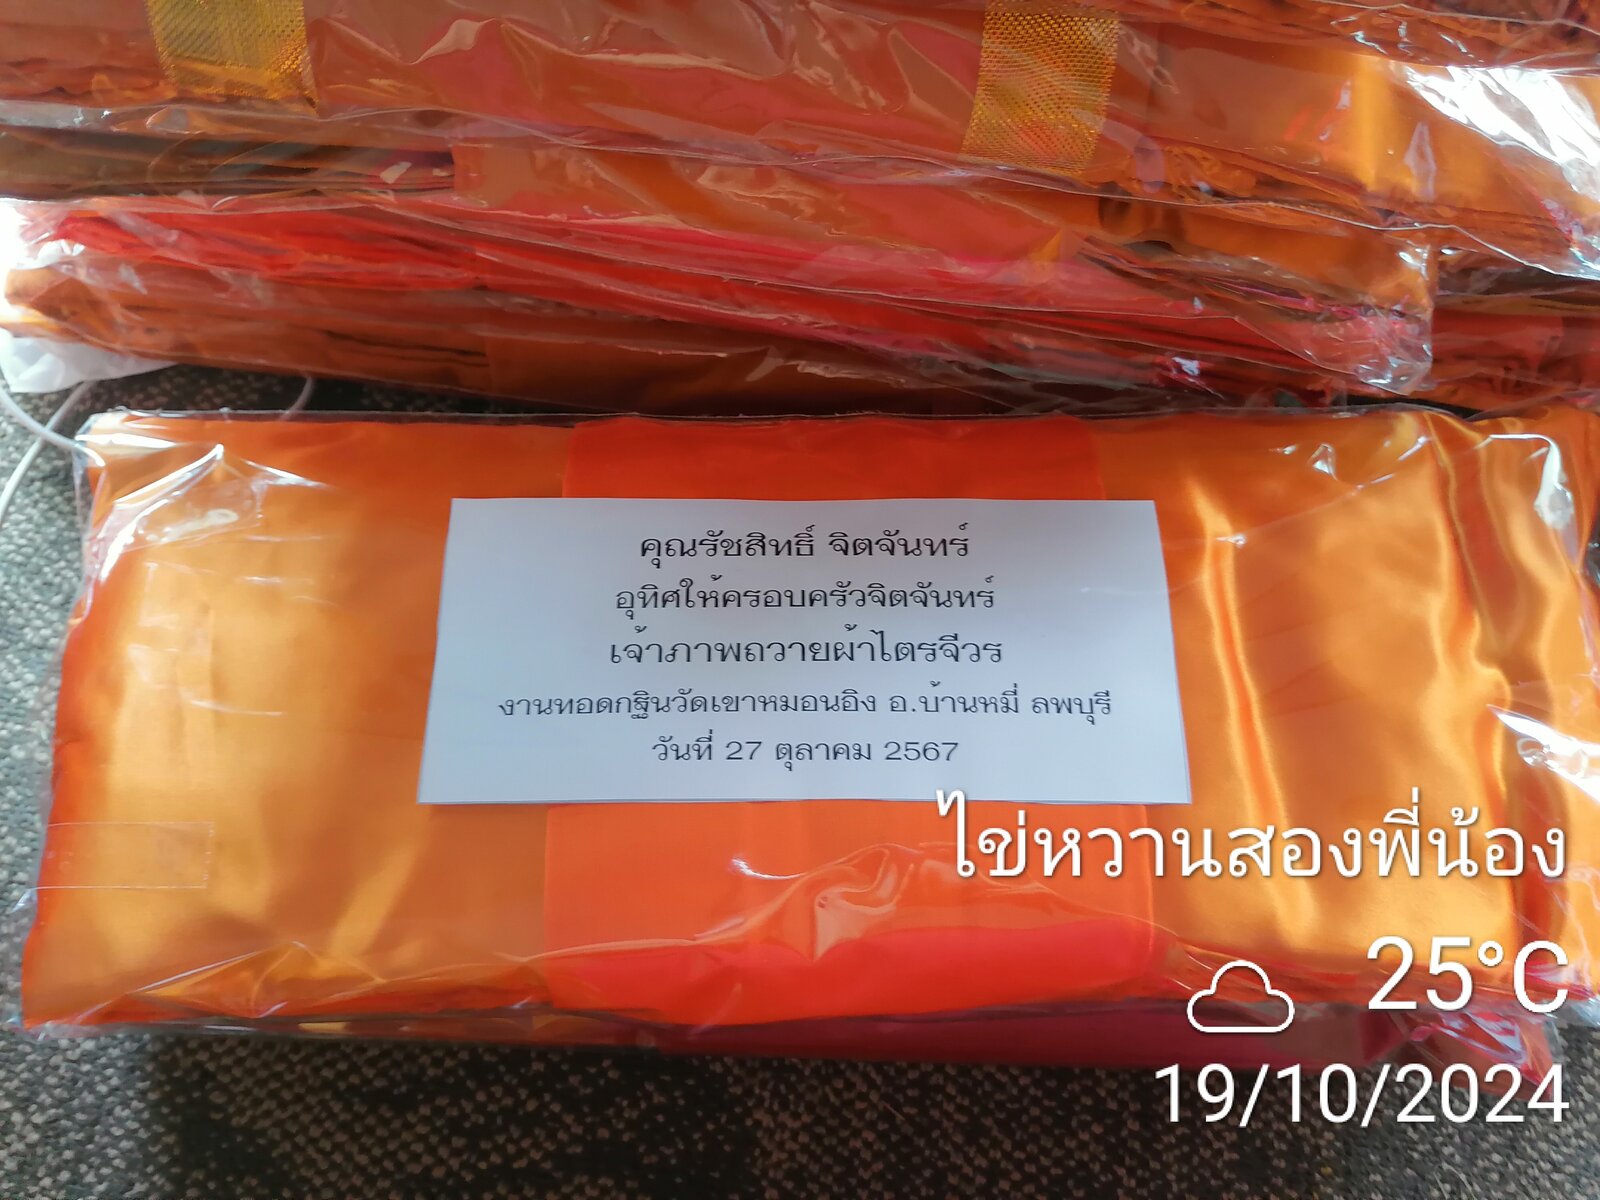 คุณรัชสิทธิ์ จิตจันทร์
อุทิศให้ครอบครัวจิตจันทร์
เจ้าภาพถวายผ้าไตรจีวร
งานทอดกฐินวัดเขาหมอนอิง อ.บ้านหมี่ ลพบุรี
วันที่ 27 ตุลาคม 2567
ไข่หวานสองพี่น้อง
25°C
19/10/2024